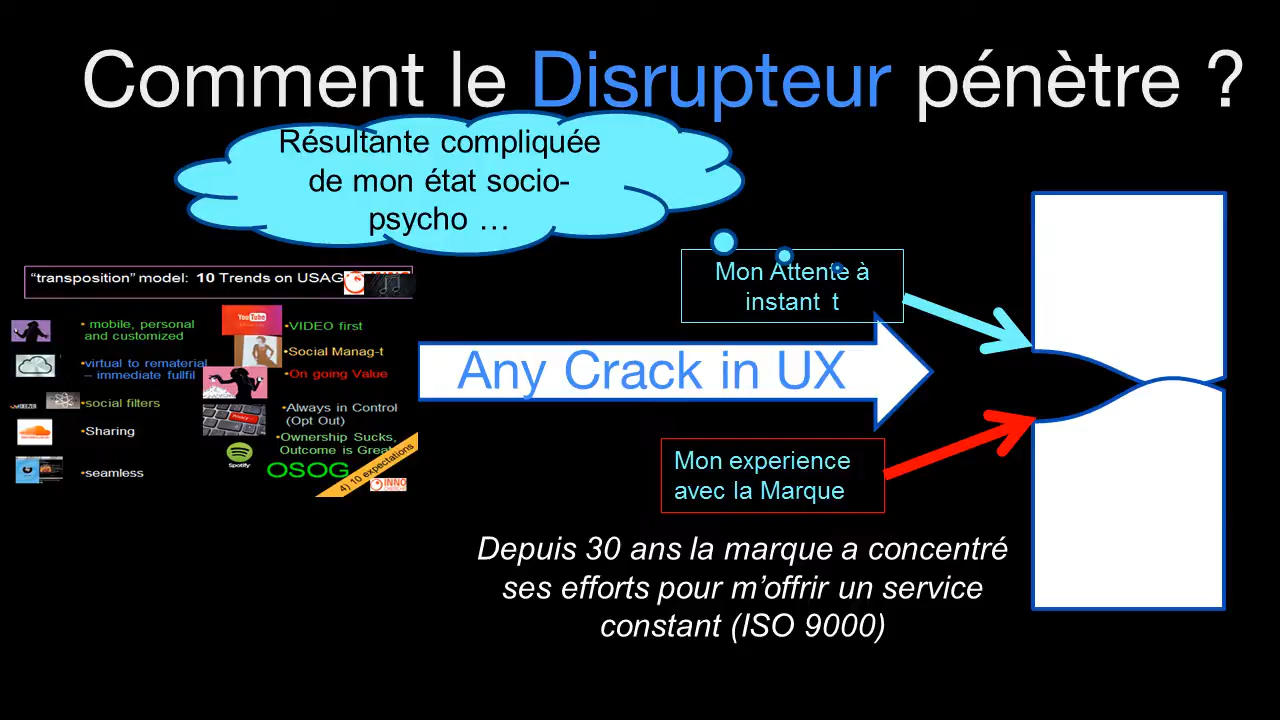 Comment le Disrupteur pénètre ?
Résultante compliquée
de mon état socio-
psycho …
“transposition” model: 10 Trends on USAG
• mobile, personal
and customized
•virtual to rematerial
– immediate fullfil
•social filters
•Sharing
•seamless
YouTube
•VIDEO first
•Social Manag-t
•On going Value
•Always in Control
(Opt Out)
•Ownership Sucks,
Outcome is Great
Spotify
OSOG
4) 10 expectations
INNO
Mon Attente à
instant t
Any Crack in UX
Mon experience
avec la Marque
Depuis 30 ans la marque a concentré
ses efforts pour m’offrir un service
constant (ISO 9000)